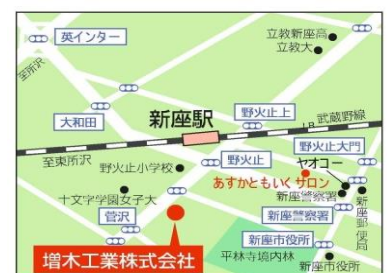 英インター
立教新座高
立教大
至所沢
大和田
新座駅
野火止上
JR武蔵野線
至東所沢
野火止小学校
野火止
野火止大門
ヤオコー
あすかともいくサロン
新座警察署
十文字学園女子大
菅沢
新座警察署
新座郵便局
増木工業株式会社
新座市役所
平林寺境内林
新座市役所